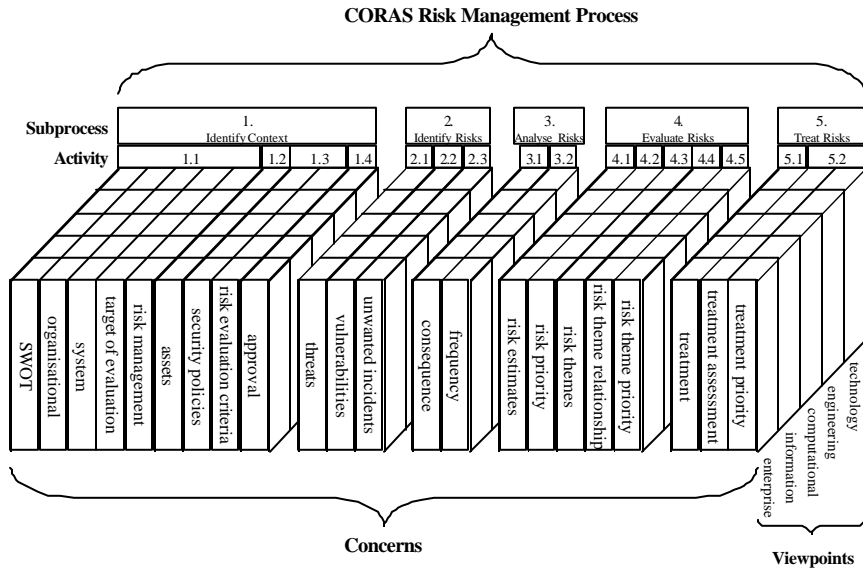 CORAS Risk Management Process
Subprocess
1.
Identify Context
2.
Identify Risks
3.
Analyse Risks
4.
Evaluate Risks
5.
Treat Risks
Activity
1.1
1.2
1.3
1.4
2.1
2.2
2.3
3.1
3.2
4.1
4.2
4.3
4.4
4.5
5.1
5.2
SWOT
organisational
system
target of evaluation
risk management
assets
security policies
risk evaluation criteria
approval
threats
vulnerabilities
unwanted incidents
consequence
frequency
risk estimates
risk priority
risk themes
risk theme relationship
risk theme priority
treatment
treatment assessment
treatment priority
enterprise
information
computational
engineering
technology
Concerns
Viewpoints